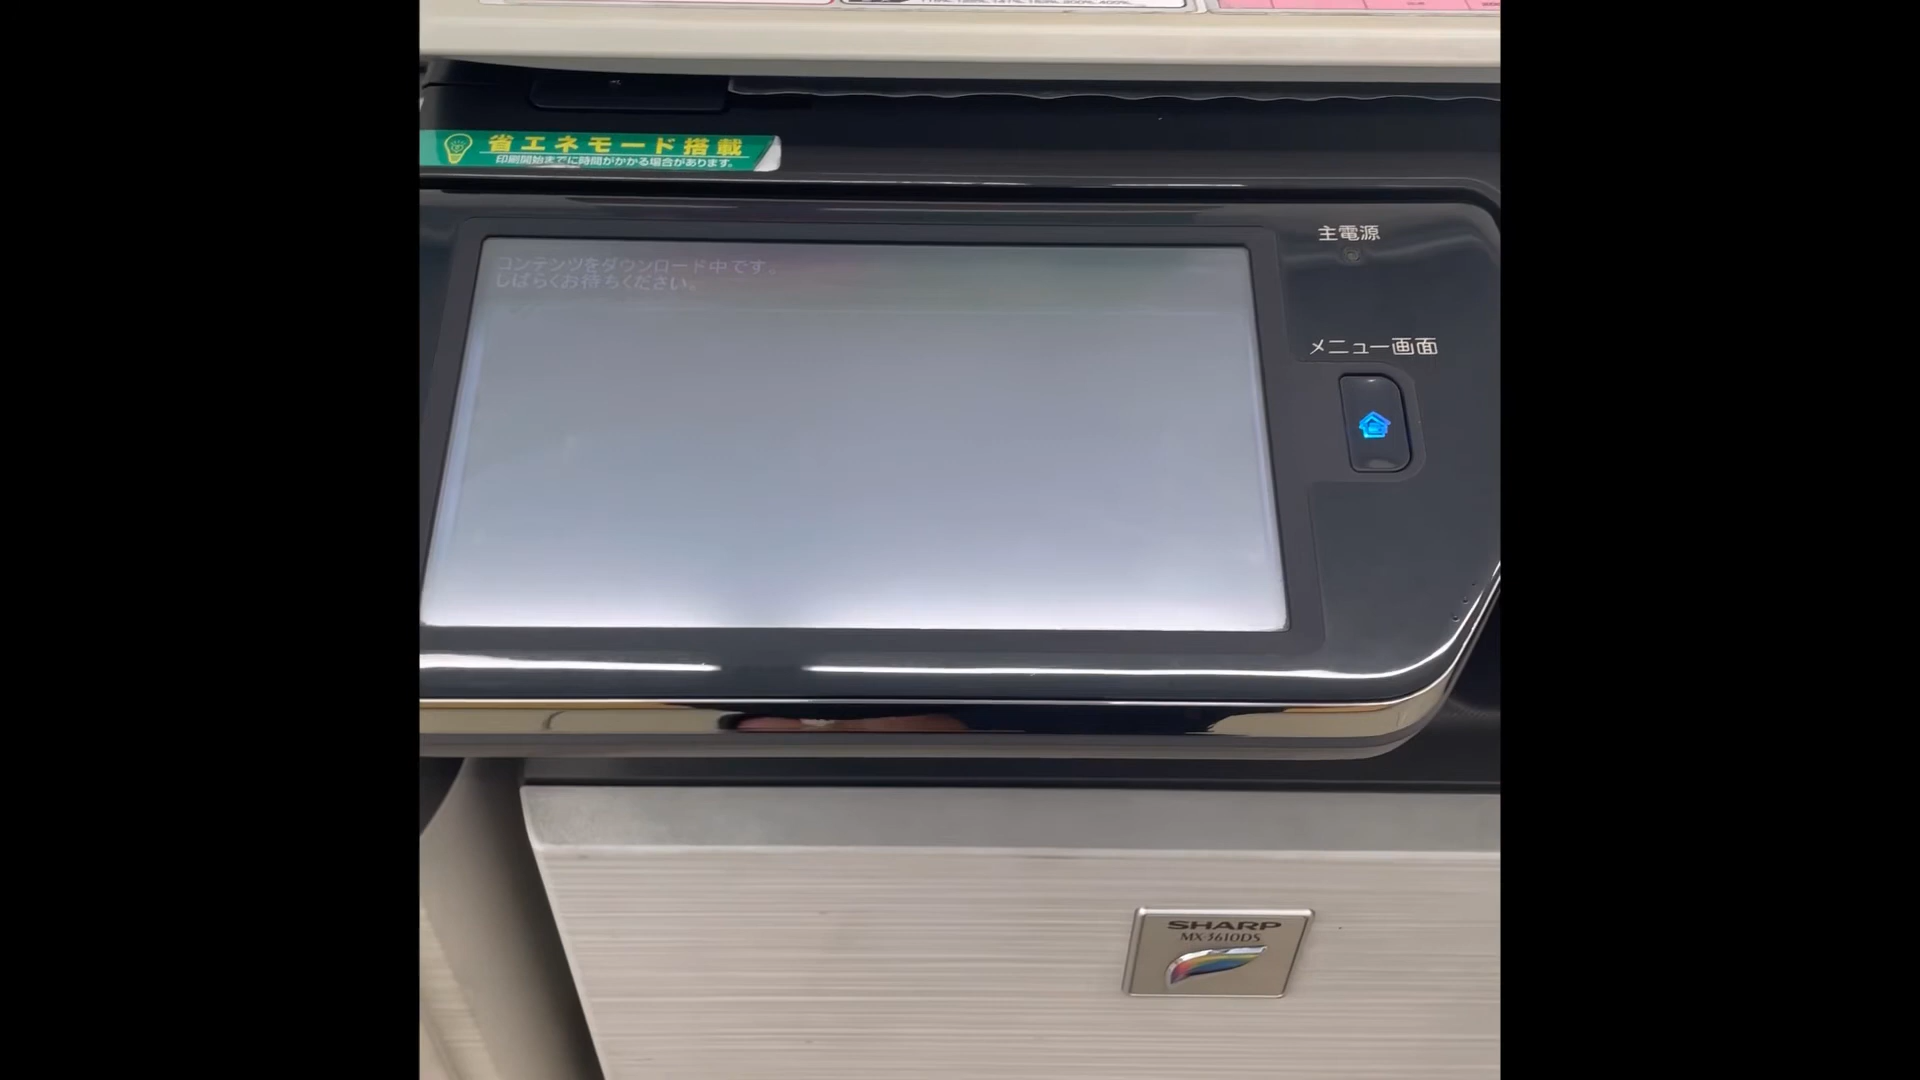 省エネモード搭載
印刷開始までに時間がかかる場合があります。
主電源
コンテンツをダウンロード中です。
しばらくお待ちください。
メニュー画面
SHARP
MX-3610DS